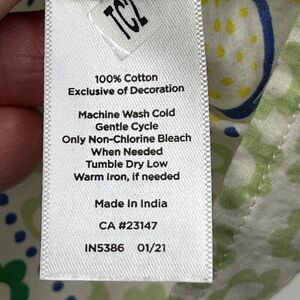 TC2
100% Cotton
Exclusive of Decoration
Machine Wash Cold
Gentle Cycle
Only Non-Chlorine Bleach
When Needed
Tumble Dry Low
Warm Iron, if needed
Made In India
CA #23147
IN5386 01/21